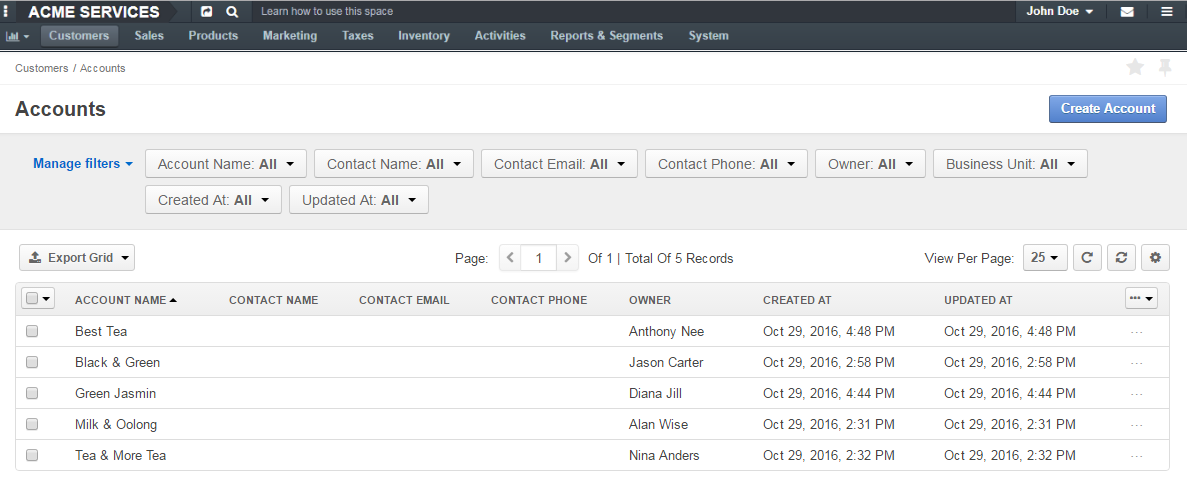 ACME SERVICES Learn how to use this space John Doe
Customers Sales Products Marketing Taxes Inventory Activities Reports & Segments System
Customers / Accounts
Accounts Create Account
Manage filters Account Name: All Contact Name: All Contact Email: All Contact Phone: All Owner: All Business Unit: All
Created At: All Updated At: All
Export Grid Page: 1 Of 1 | Total Of 5 Records View Per Page: 25
ACCOUNT NAME CONTACT NAME CONTACT EMAIL CONTACT PHONE OWNER CREATED AT UPDATED AT
Best Tea Anthony Nee Oct 29, 2016, 4:48 PM Oct 29, 2016, 4:48 PM
Black & Green Jason Carter Oct 29, 2016, 2:58 PM Oct 29, 2016, 2:58 PM
Green Jasmin Diana Jill Oct 29, 2016, 4:44 PM Oct 29, 2016, 4:44 PM
Milk & Oolong Alan Wise Oct 29, 2016, 2:31 PM Oct 29, 2016, 2:31 PM
Tea & More Tea Nina Anders Oct 29, 2016, 2:32 PM Oct 29, 2016, 2:32 PM